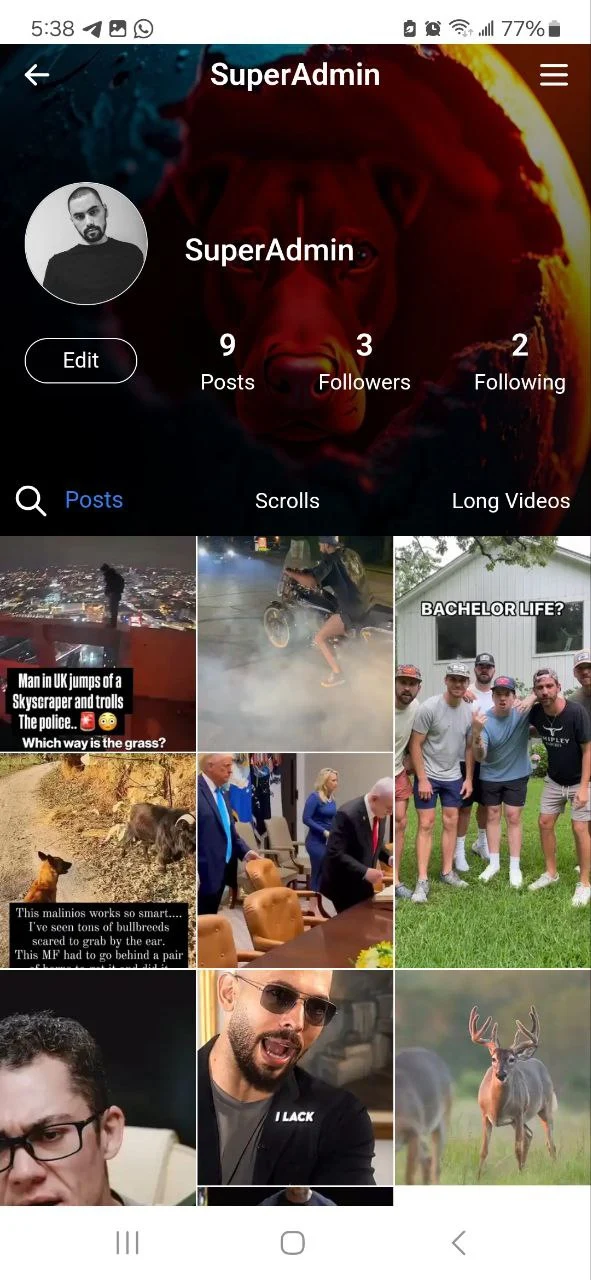 5:38
77%
SuperAdmin
SuperAdmin
Edit
9
3
2
Posts
Followers
Following
Posts
Scrolls
Long Videos
Man in UK jumps of a
Skyscraper and trolls
The police..🚨😳
Which way is the grass?
BACHELOR LIFE?
This malinios works so smart....
I've seen tons of bullbreeds
scared to grab by the ear.
This MF had to go behind a pair
I LACK